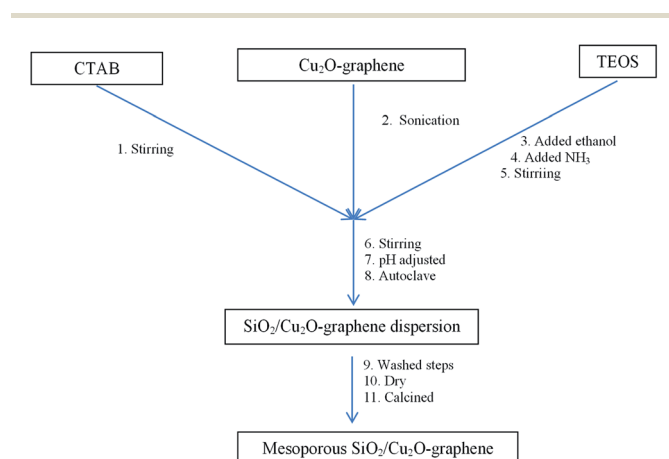 CTAB
Cu₂O-graphene
TEOS
1. Stirring
2. Sonication
3. Added ethanol
4. Added NH₃
5. Stirriing
6. Stirring
7. pH adjusted
8. Autoclave
SiO₂/Cu₂O-graphene dispersion
9. Washed steps
10. Dry
11. Calcined
Mesoporous SiO₂/Cu₂O-graphene